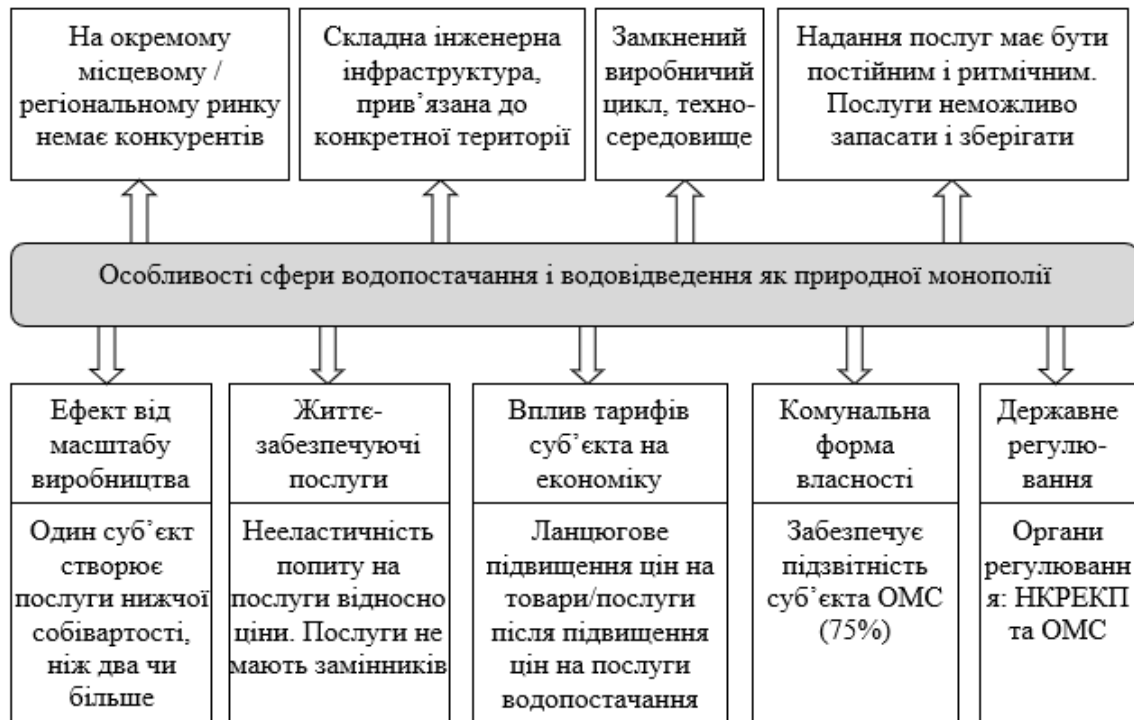 На окремому
місцевому /
регіональному ринку
немає конкурентів
Складна інженерна
інфраструктура,
прив’язана до
конкретної території
Замкнений
виробничий
цикл, техно-
середовище
Надання послуг має бути
постійним і ритмічним.
Послуги неможливо
запасати і зберігати
Особливості сфери водопостачання і водовідведення як природної монополії
Ефект від
масштабу
виробництва
Один суб’єкт
створює
послуги нижчої
собівартості,
ніж два чи
більше
Життє-
забезпечуючі
послуги
Нееластичність
попиту на
послуги відносно
ціни. Послуги не
мають замінників
Вплив тарифів
суб’єкта на
економіку
Ланцюгове
підвищення цін на
товари/послуги
після підвищення
цін на послуги
водопостачання
Комунальна
форма
власності
Забезпечує
підзвітність
суб’єкта ОМС
(75%)
Державне
регулю-
вання
Органи
регулюванн
я: НКРЕКП
та ОМС